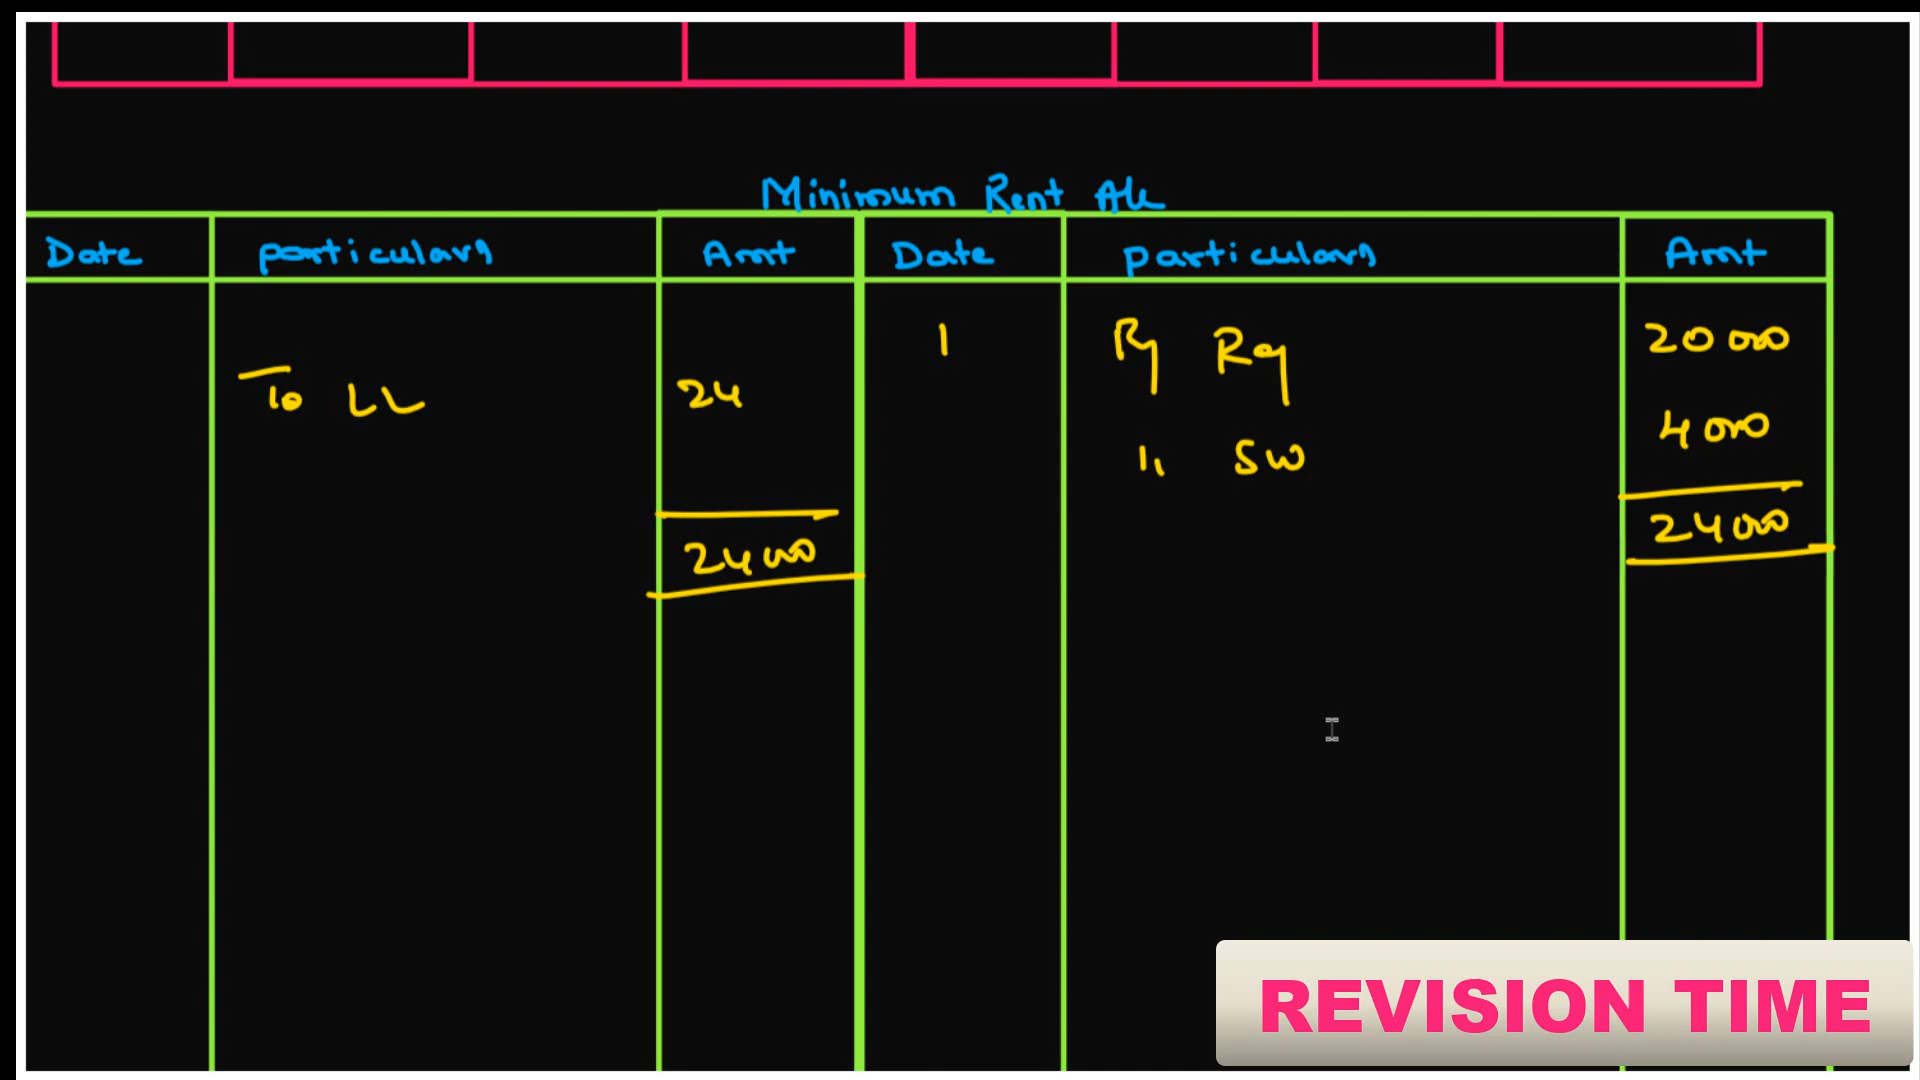 Minimum Rent A/c
Date particulars Amt Date particulars Amt
1 By Roy 20000
To LL 24
" SW 4000
24000
24000
REVISION TIME